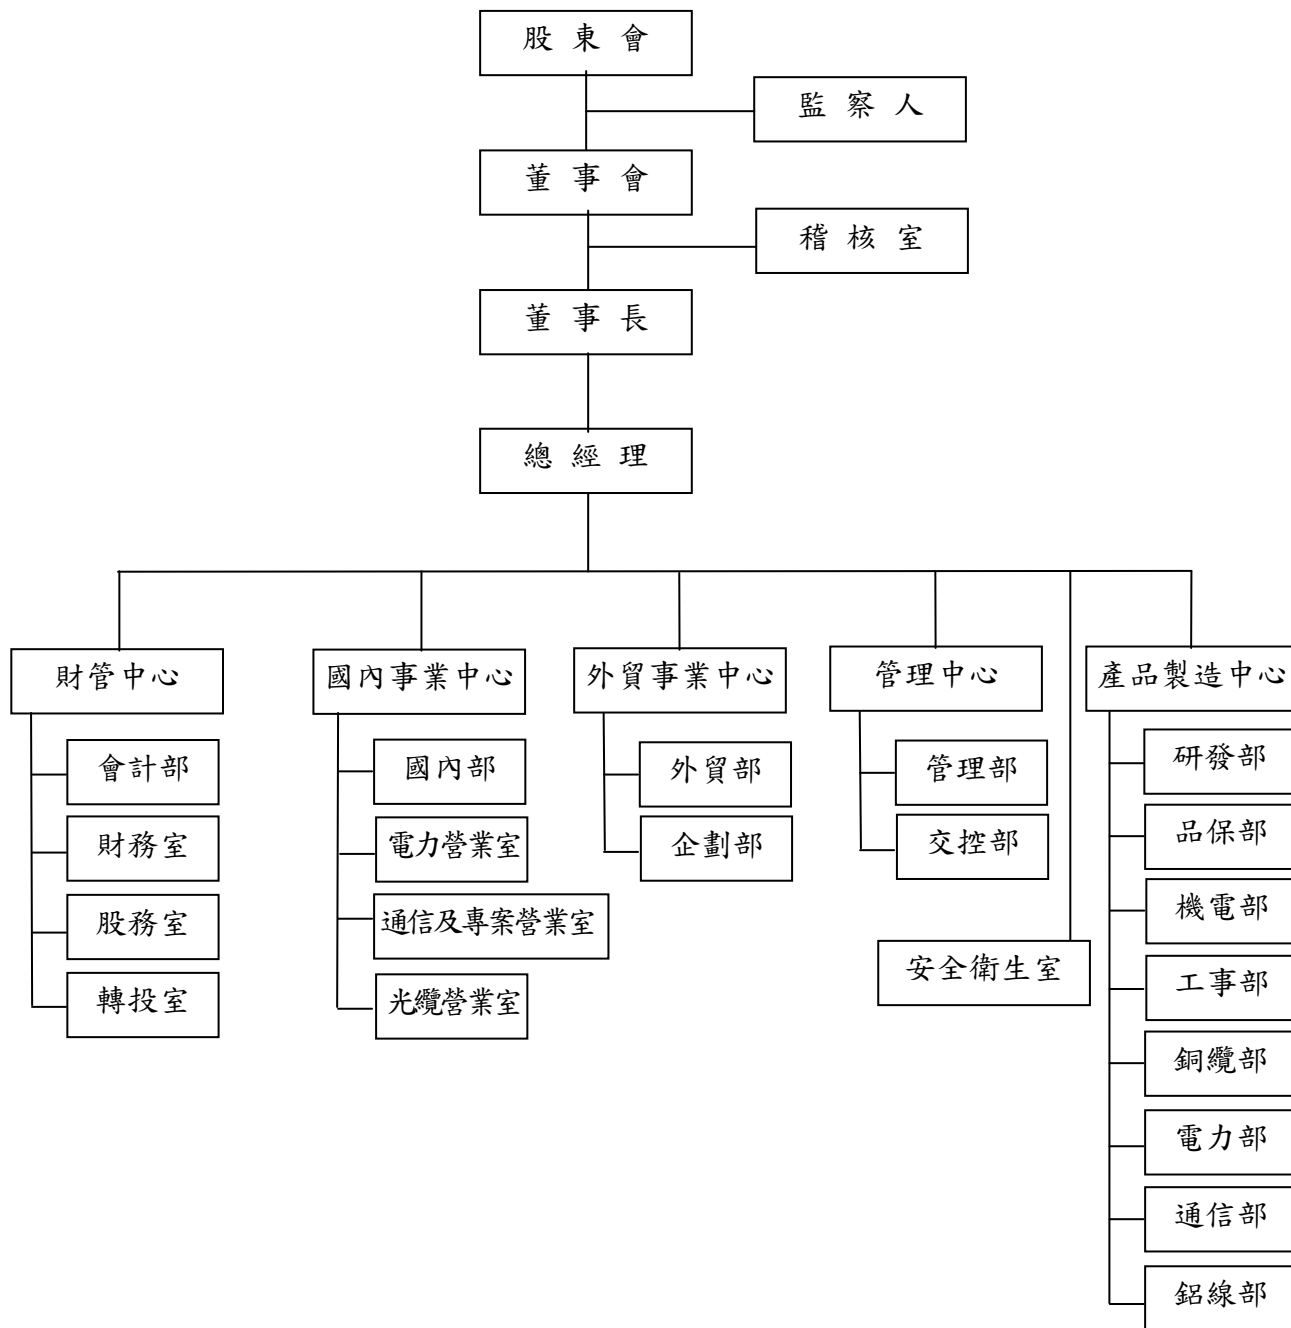 股東會
監察人
董事會
稽核室
董事長
總經理
財管中心
國內事業中心
外貿事業中心
管理中心
產品製造中心
會計部
財務室
股務室
轉投室
國內部
電力營業室
通信及專案營業室
光纜營業室
外貿部
企劃部
管理部
交控部
安全衛生室
研發部
品保部
機電部
工事部
銅纜部
電力部
通信部
鋁線部